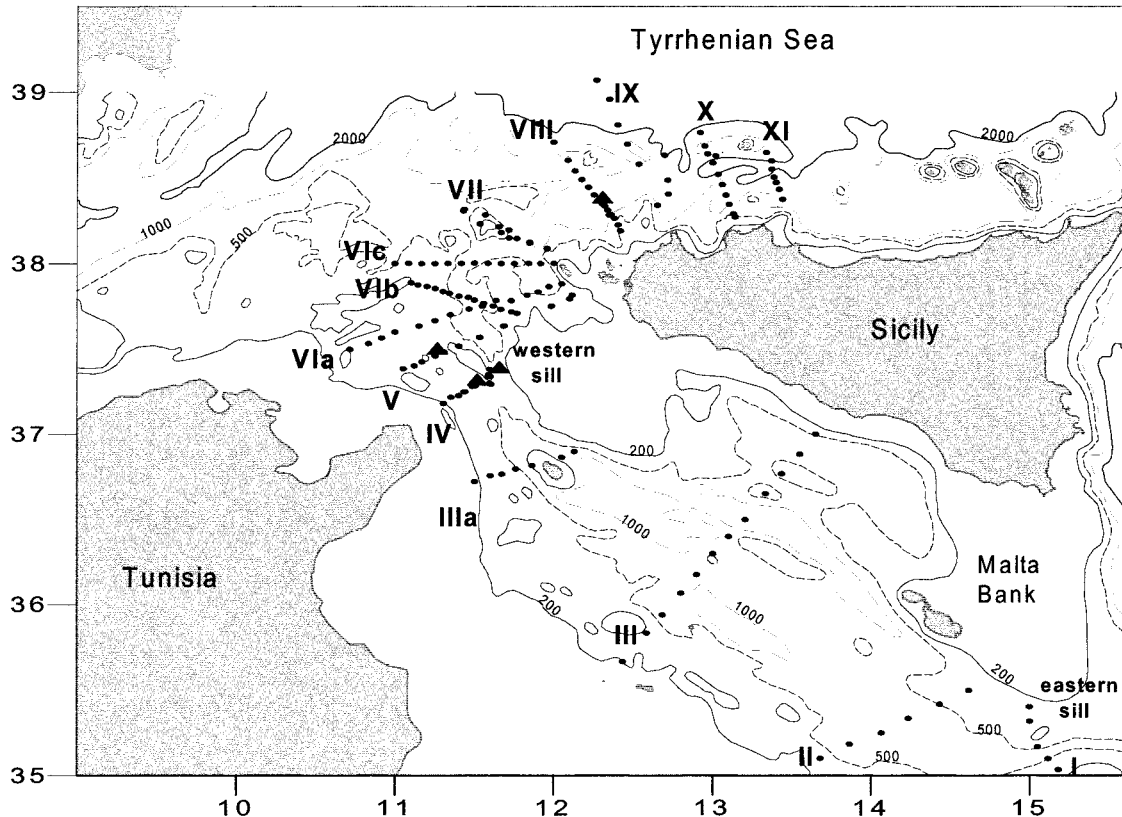 Tyrrhenian Sea
39
IX
X
VIII
XI
2000
2000
VII
1000
500
38
VIc
VIb
Sicily
VIa
western
sill
V
37
IV
200
IIIa
1000
Tunisia
Malta
Bank
36
200
1000
III
200
eastern
sill
II
500
500
I
35
10
11
12
13
14
15